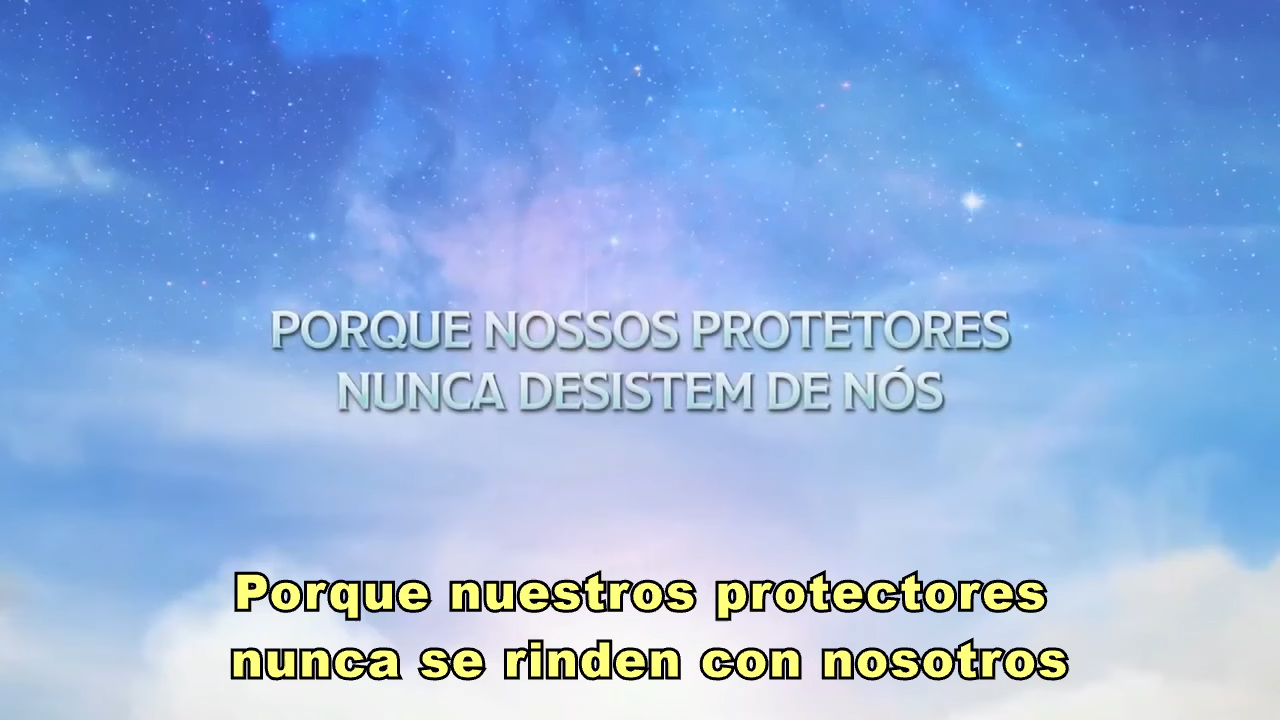 PORQUE NOSSOS PROTETORES
NUNCA DESISTEM DE NÓS
Porque nuestros protectores
nunca se rinden con nosotros